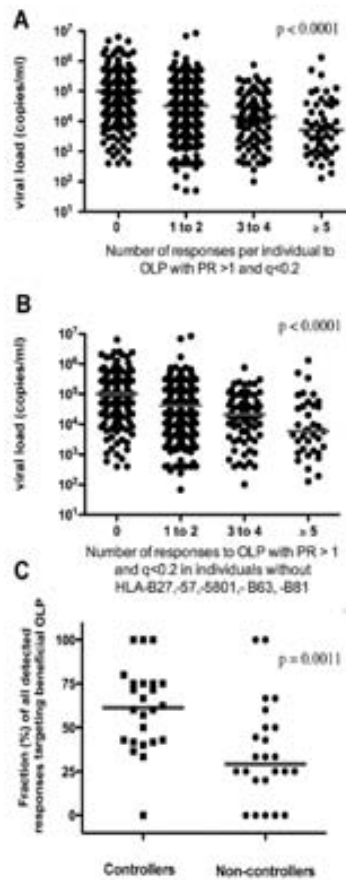 A
p < 0.0001
viral load (copies/ml)
10⁷
10⁶
10⁵
10⁴
10³
10²
10¹
0
1 to 2
3 to 4
≥ 5
Number of responses per individual to
OLP with PR >1 and q<0.2
B
p < 0.0001
viral load (copies/ml)
10⁷
10⁶
10⁵
10⁴
10³
10²
10¹
0
1 to 2
3 to 4
≥ 5
Number of responses to OLP with PR > 1
and q<0.2 in individuals without
HLA-B27,-57,-5801,- B63, -B81
C
p = 0.0011
Fraction (%) of all detected
responses targeting beneficial OLP
100
75
50
25
0
Controllers
Non-controllers